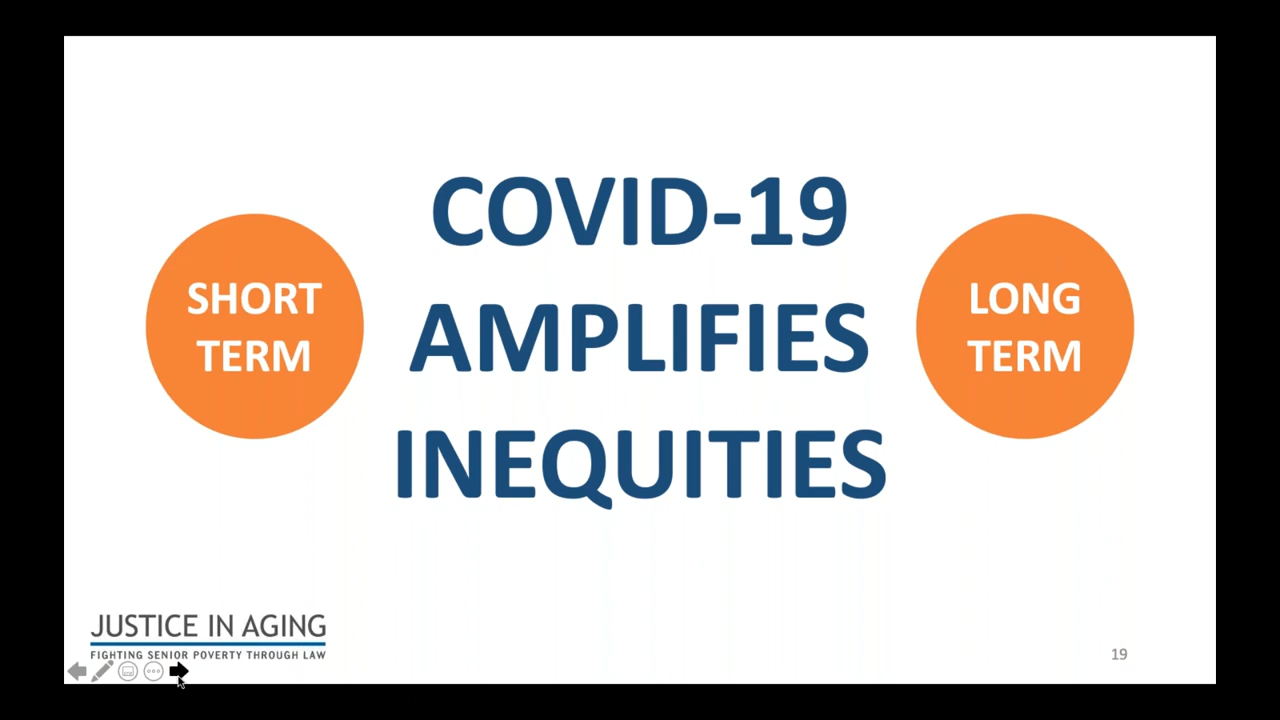 COVID-19
AMPLIFIES
INEQUITIES
SHORT
TERM
LONG
TERM
JUSTICE IN AGING
FIGHTING SENIOR POVERTY THROUGH LAW
19